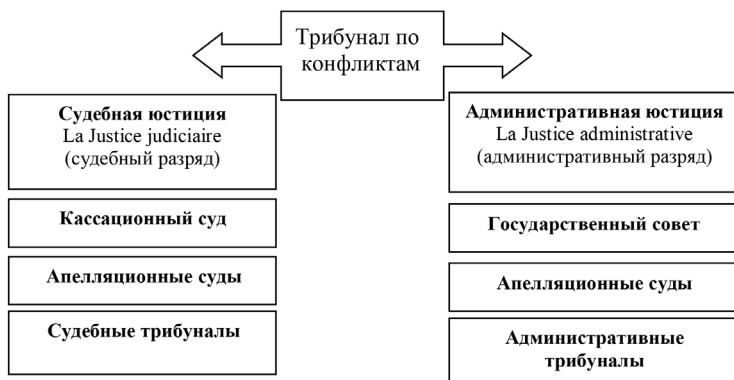 Трибунал по
конфликтам
Судебная юстиция
La Justice judiciaire
(судебный разряд)
Кассационный суд
Апелляционные суды
Судебные трибуналы
Административная юстиция
La Justice administrative
(административный разряд)
Государственный совет
Апелляционные суды
Административные
трибуналы